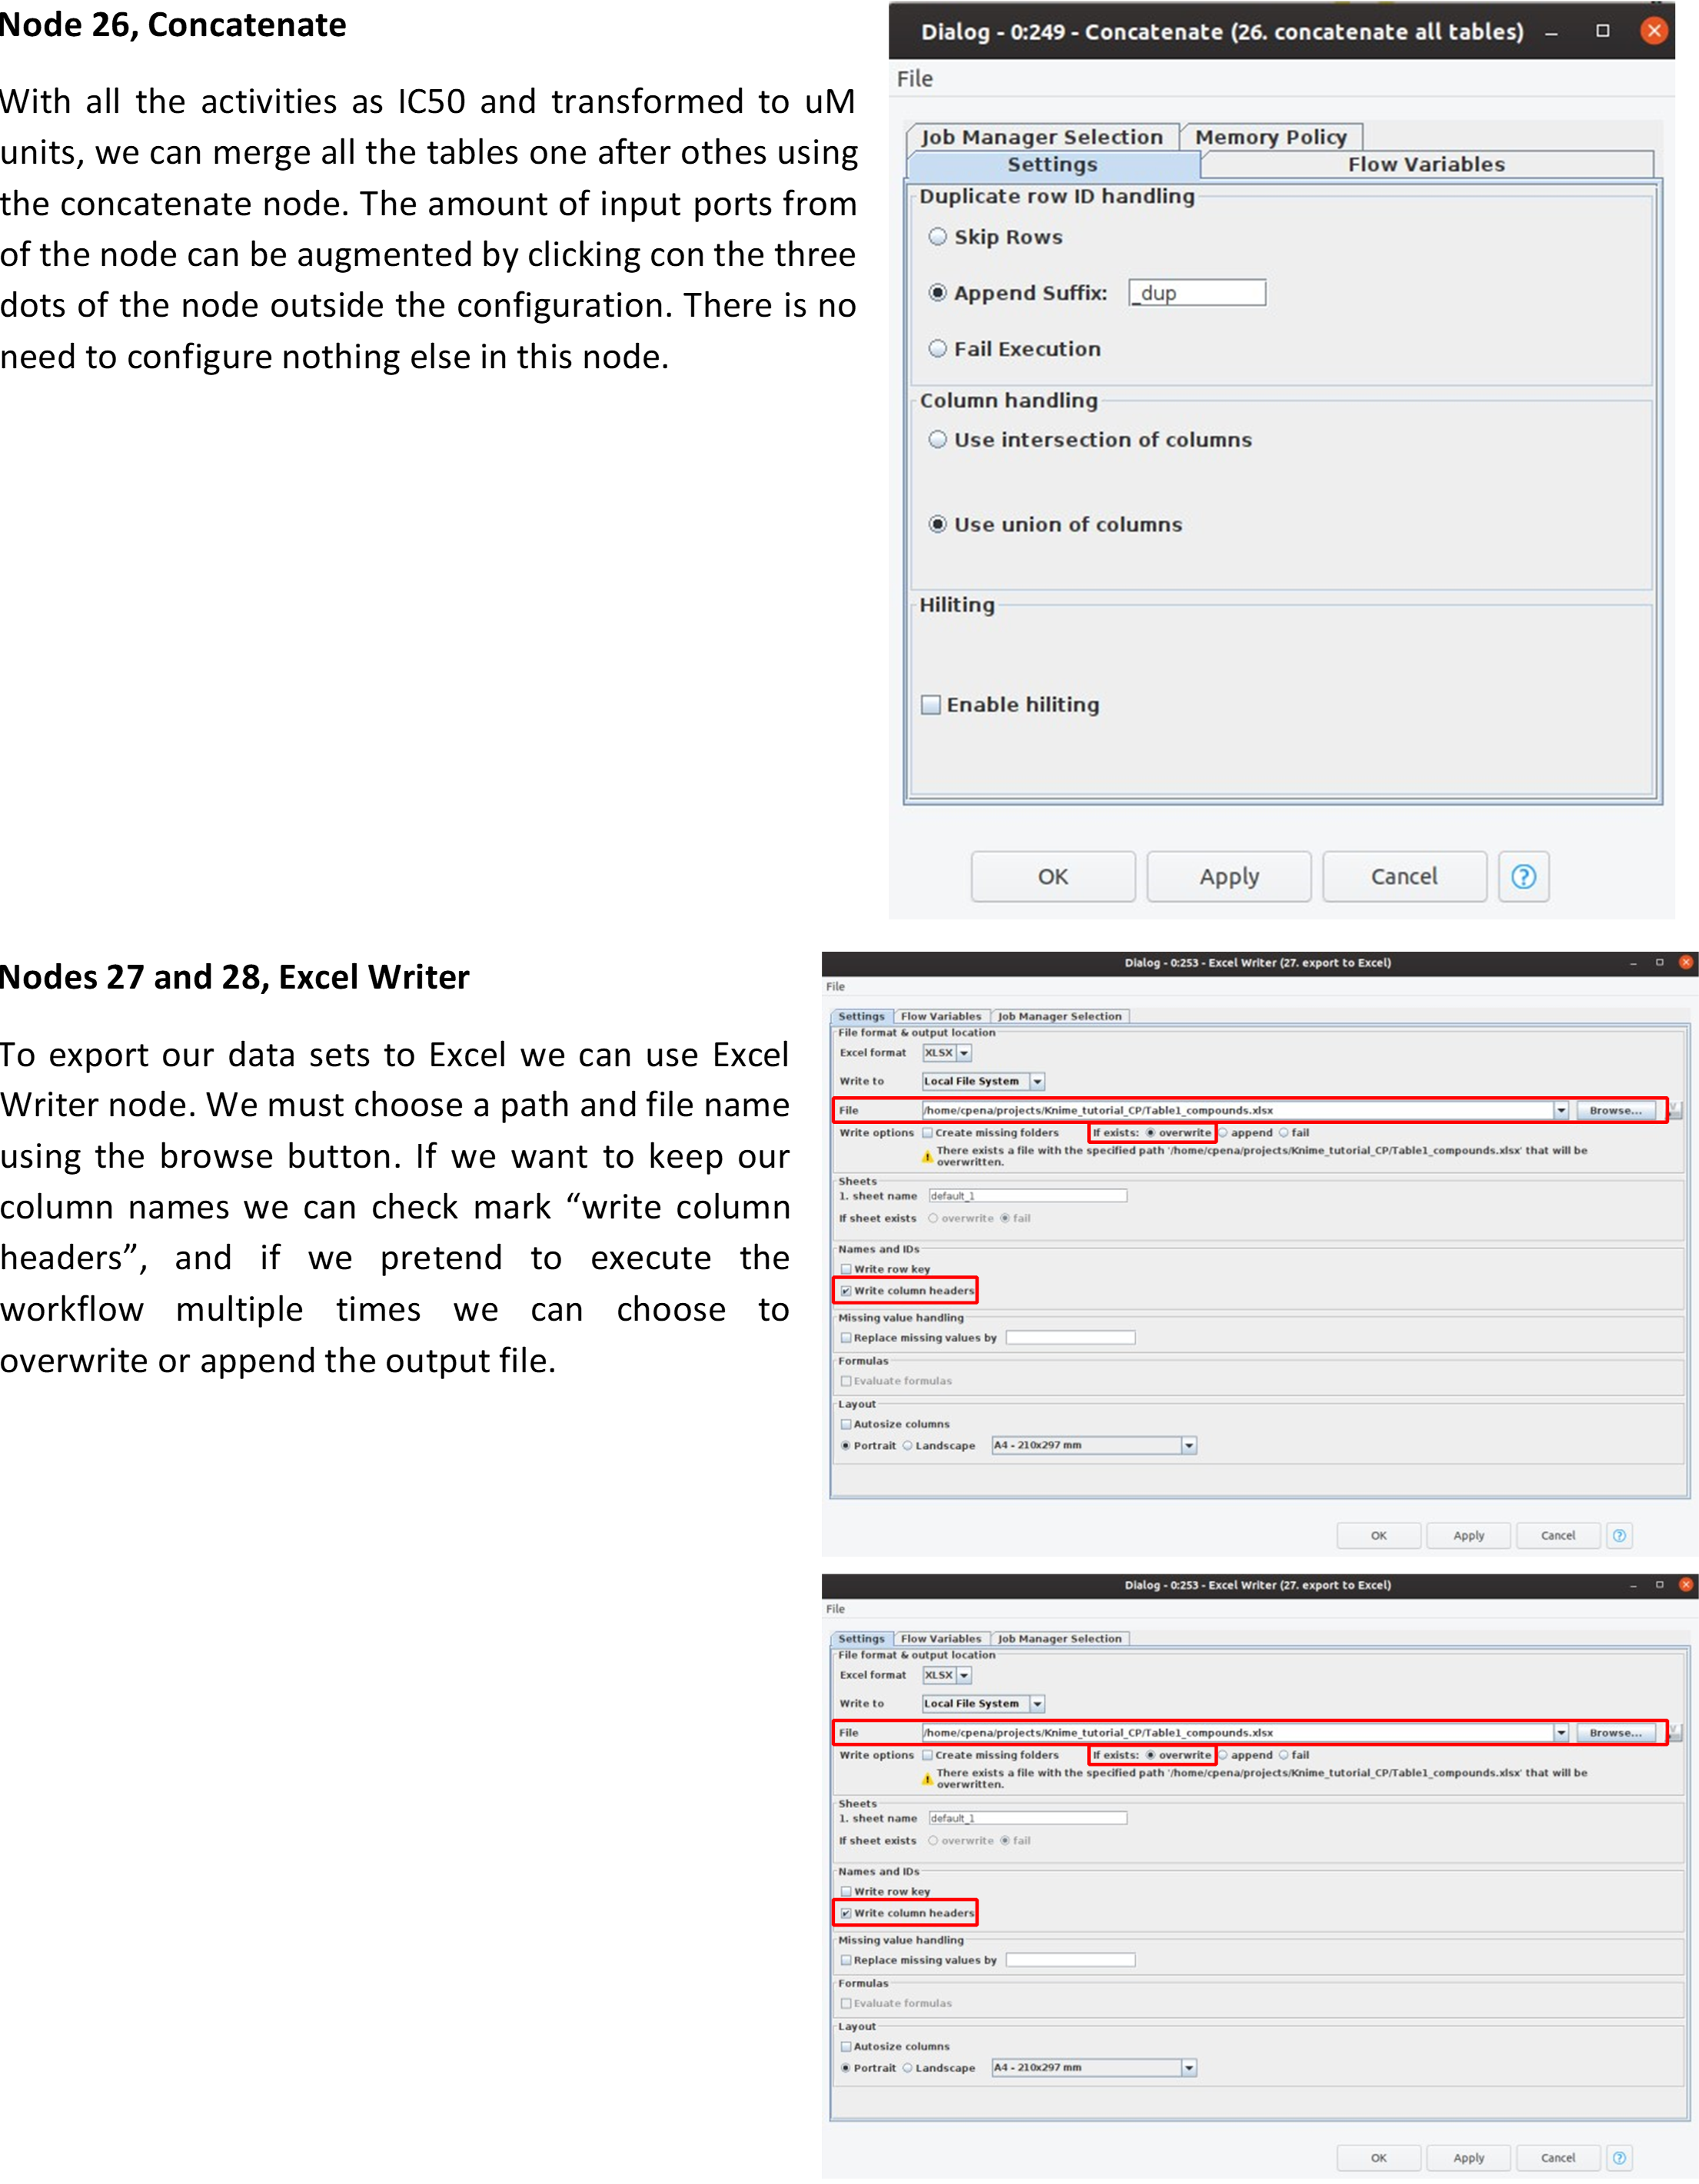 Node 26, Concatenate
With all the activities as IC50 and transformed to uM
units, we can merge all the tables one after othes using
the concatenate node. The amount of input ports from
of the node can be augmented by clicking con the three
dots of the node outside the configuration. There is no
need to configure nothing else in this node.
Dialog - 0:249 - Concatenate (26. concatenate all tables)
File
Job Manager Selection Memory Policy
Settings Flow Variables
Duplicate row ID handling
Skip Rows
Append Suffix: _dup
Fail Execution
Column handling
Use intersection of columns
Use union of columns
Hiliting
Enable hiliting
OK Apply Cancel ?
Nodes 27 and 28, Excel Writer
To export our data sets to Excel we can use Excel
Writer node. We must choose a path and file name
using the browse button. If we want to keep our
column names we can check mark “write column
headers”, and if we pretend to execute the
workflow multiple times we can choose to
overwrite or append the output file.
Dialog - 0:253 - Excel Writer (27. export to Excel)
File
Settings Flow Variables Job Manager Selection
File format & output location
Excel format XLSX
Write to Local File System
File /home/cpena/projects/Knime_tutorial_CP/Table1_compounds.xlsx Browse...
Write options Create missing folders If exists: overwrite append fail
There exists a file with the specified path '/home/cpena/projects/Knime_tutorial_CP/Table1_compounds.xlsx' that will be
overwritten.
Sheets
1. sheet name default_1
If sheet exists overwrite fail
Names and IDs
Write row key
Write column headers
Missing value handling
Replace missing values by
Formulas
Evaluate formulas
Layout
Autosize columns
Portrait Landscape A4 - 210x297 mm
OK Apply Cancel ?
Dialog - 0:253 - Excel Writer (27. export to Excel)
File
Settings Flow Variables Job Manager Selection
File format & output location
Excel format XLSX
Write to Local File System
File /home/cpena/projects/Knime_tutorial_CP/Table1_compounds.xlsx Browse...
Write options Create missing folders If exists: overwrite append fail
There exists a file with the specified path '/home/cpena/projects/Knime_tutorial_CP/Table1_compounds.xlsx' that will be
overwritten.
Sheets
1. sheet name default_1
If sheet exists overwrite fail
Names and IDs
Write row key
Write column headers
Missing value handling
Replace missing values by
Formulas
Evaluate formulas
Layout
Autosize columns
Portrait Landscape A4 - 210x297 mm
OK Apply Cancel ?